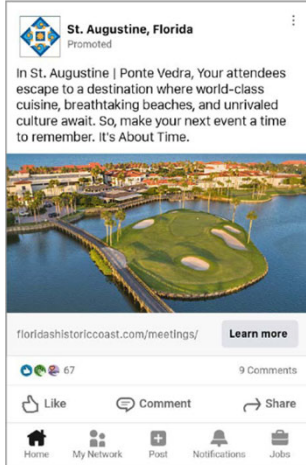 St. Augustine, Florida
Promoted
In St. Augustine | Ponte Vedra, Your attendees
escape to a destination where world-class
cuisine, breathtaking beaches, and unrivaled
culture await. So, make your next event a time
to remember. It's About Time.
floridashistoriccoast.com/meetings/ Learn more
67 9 Comments
Like Comment Share
Home My Network Post Notifications Jobs